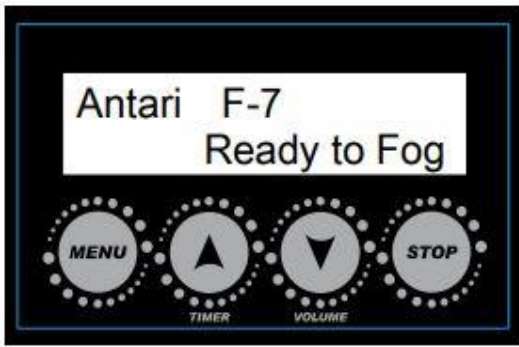 Antari F-7
Ready to Fog
MENU
STOP
TIMER
VOLUME